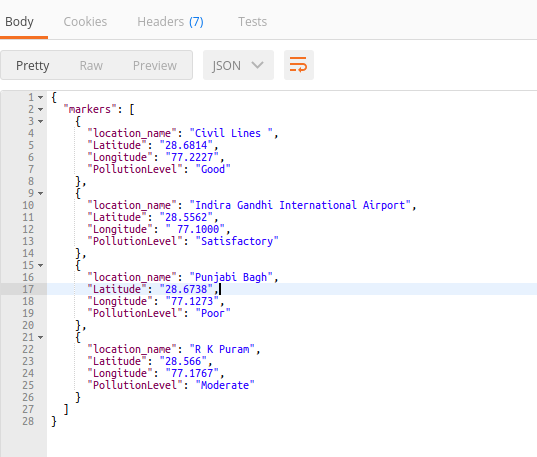 Body Cookies Headers (7) Tests
Pretty Raw Preview JSON
1 {
2 "markers": [
3 {
4 "location_name": "Civil Lines ",
5 "Latitude": "28.6814",
6 "Longitude": "77.2227",
7 "PollutionLevel": "Good"
8 },
9 {
10 "location_name": "Indira Gandhi International Airport",
11 "Latitude": "28.5562",
12 "Longitude": " 77.1000",
13 "PollutionLevel": "Satisfactory"
14 },
15 {
16 "location_name": "Punjabi Bagh",
17 "Latitude": "28.6738",
18 "Longitude": "77.1273",
19 "PollutionLevel": "Poor"
20 },
21 {
22 "location_name": "R K Puram",
23 "Latitude": "28.566",
24 "Longitude": "77.1767",
25 "PollutionLevel": "Moderate"
26 }
27 ]
28 }